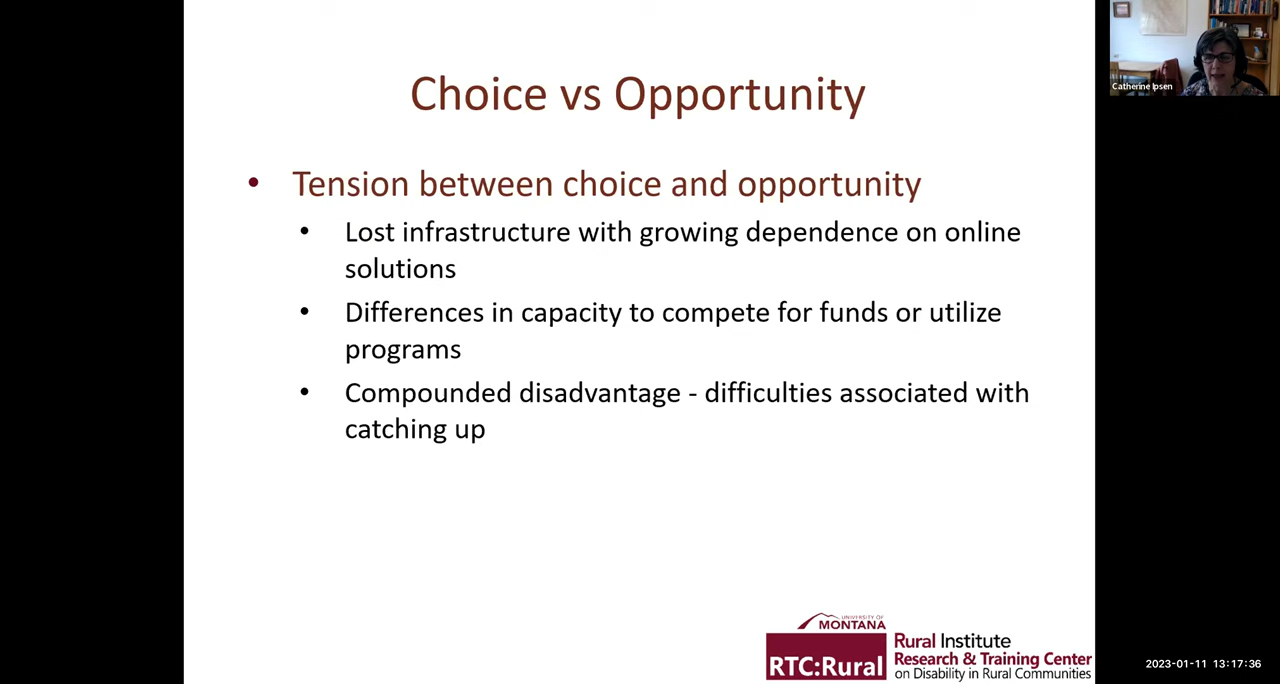 Choice vs Opportunity
• Tension between choice and opportunity
• Lost infrastructure with growing dependence on online
solutions
• Differences in capacity to compete for funds or utilize
programs
• Compounded disadvantage - difficulties associated with
catching up
UNIVERSITY OF
MONTANA
RTC:Rural
Rural Institute
Research & Training Center
on Disability in Rural Communities
Catherine Ipsen
2023-01-11 13:17:36